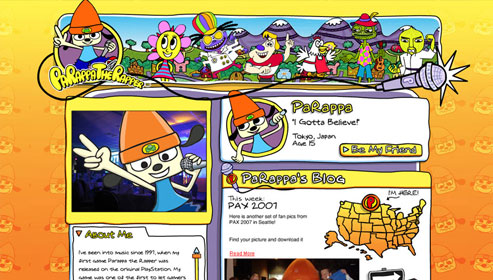 PaRappa The Rapper
PaRappa
"I Gotta Believe!"
Tokyo, Japan
Age 15
Be My Friend
PaRappa's Blog
This week:
PAX 2007
Here is another set of fan pics from
PAX 2007 in Seattle!
Find your picture and download it
Read More
I'M HERE!
About Me
I've been into music since 1997, when my
first game PaRappa the Rapper was
released on the original PlayStation. My
game was one of the first to let gamers